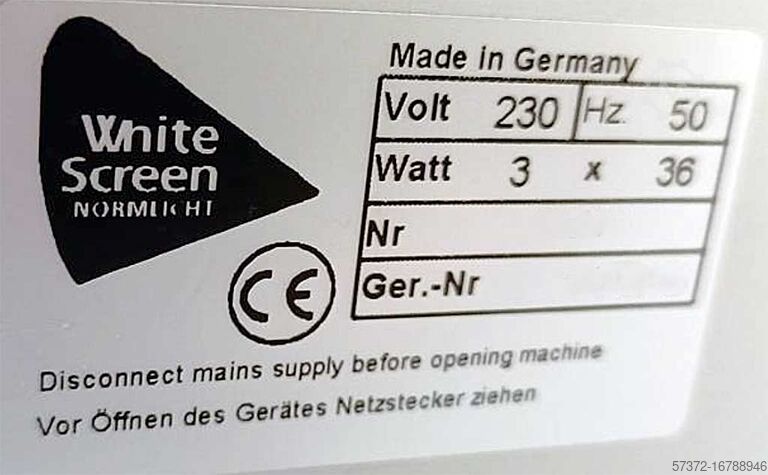 White
Screen
NORMLICHT
Made in Germany
Volt 230 Hz. 50
Watt 3 x 36
Nr
Ger.-Nr
CE
Disconnect mains supply before opening machine
Vor Öffnen des Gerätes Netzstecker ziehen
57372-16788946